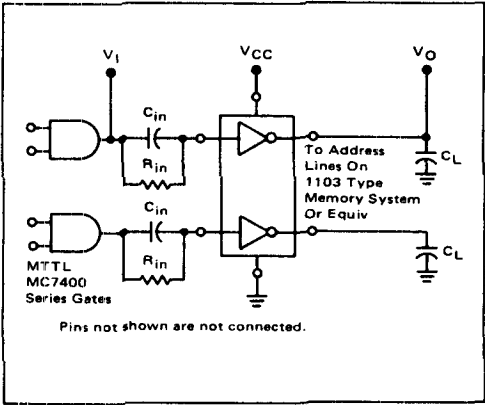 VI
VCC
VO
Cin
Rin
To Address
Lines On
1103 Type
Memory System
Or Equiv
CL
Cin
Rin
CL
MTTL
MC7400
Series Gates
Pins not shown are not connected.